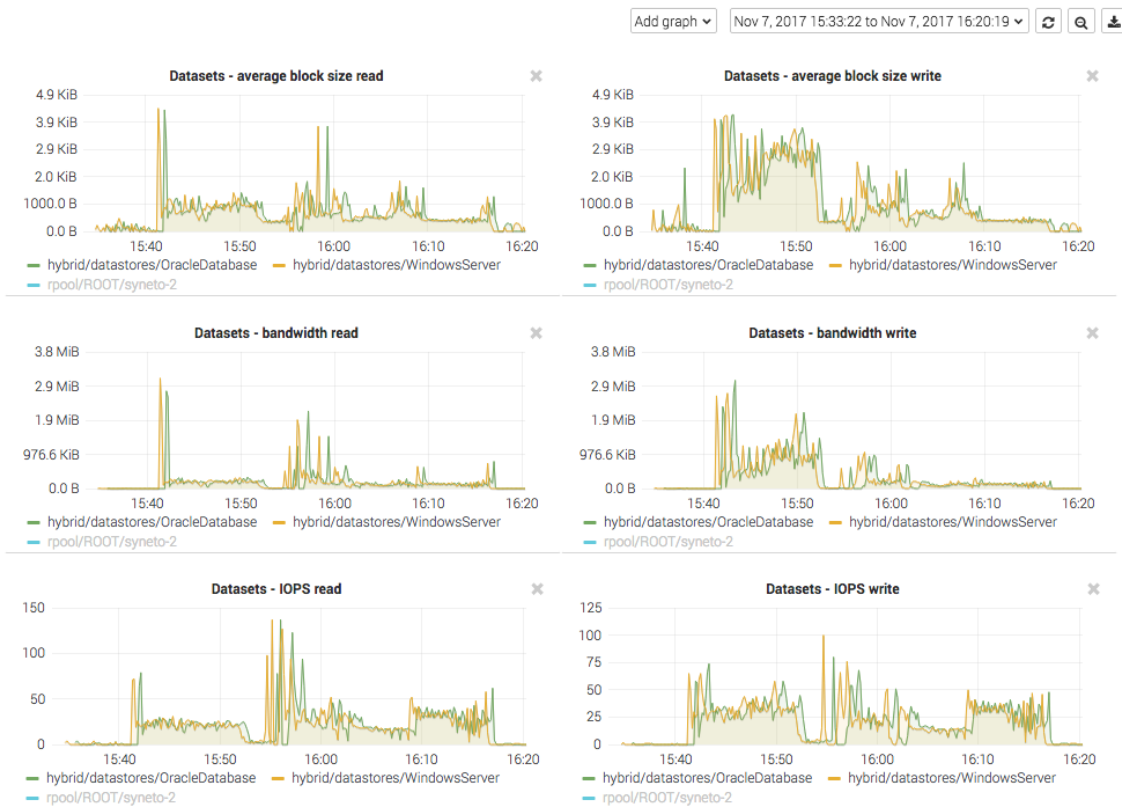 Add graph Nov 7, 2017 15:33:22 to Nov 7, 2017 16:20:19
Datasets - average block size read
4.9 KiB
3.9 KiB
2.9 KiB
2.0 KiB
1000.0 B
0.0 B
15:40 15:50 16:00 16:10 16:20
hybrid/datastores/OracleDatabase hybrid/datastores/WindowsServer
rpool/ROOT/syneto-2
Datasets - average block size write
4.9 KiB
3.9 KiB
2.9 KiB
2.0 KiB
1000.0 B
0.0 B
15:40 15:50 16:00 16:10 16:20
hybrid/datastores/OracleDatabase hybrid/datastores/WindowsServer
rpool/ROOT/syneto-2
Datasets - bandwidth read
3.8 MiB
2.9 MiB
1.9 MiB
976.6 KiB
0.0 B
15:40 15:50 16:00 16:10 16:20
hybrid/datastores/OracleDatabase hybrid/datastores/WindowsServer
rpool/ROOT/syneto-2
Datasets - bandwidth write
3.8 MiB
2.9 MiB
1.9 MiB
976.6 KiB
0.0 B
15:40 15:50 16:00 16:10 16:20
hybrid/datastores/OracleDatabase hybrid/datastores/WindowsServer
rpool/ROOT/syneto-2
Datasets - IOPS read
150
100
50
0
15:40 15:50 16:00 16:10 16:20
hybrid/datastores/OracleDatabase hybrid/datastores/WindowsServer
rpool/ROOT/syneto-2
Datasets - IOPS write
125
100
75
50
25
0
15:40 15:50 16:00 16:10 16:20
hybrid/datastores/OracleDatabase hybrid/datastores/WindowsServer
rpool/ROOT/syneto-2